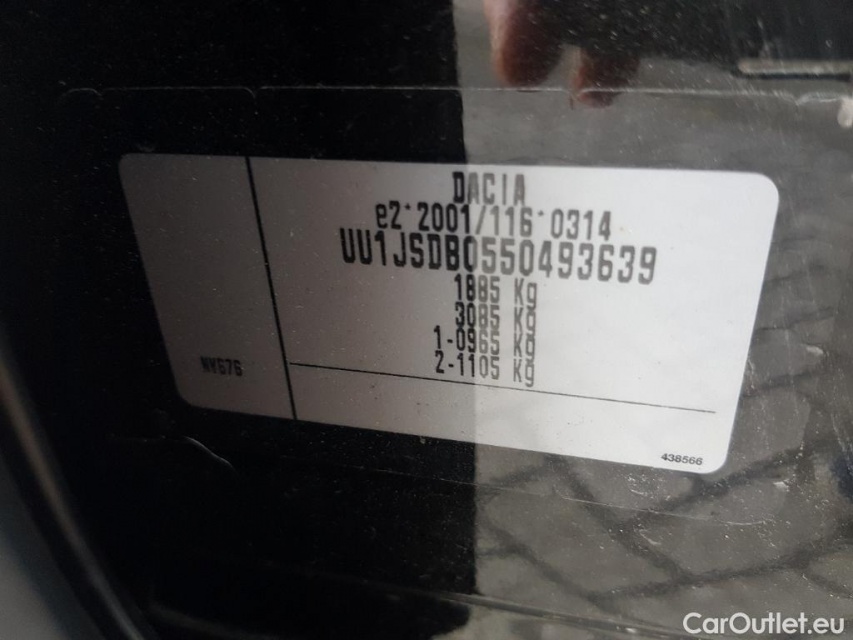 DACIA
e2*2001/116*0314
UU1JSDB0550493639
1885 Kg
3085 Kg
1-0965 Kg
2-1105 Kg
NV676
438566
CarOutlet.eu